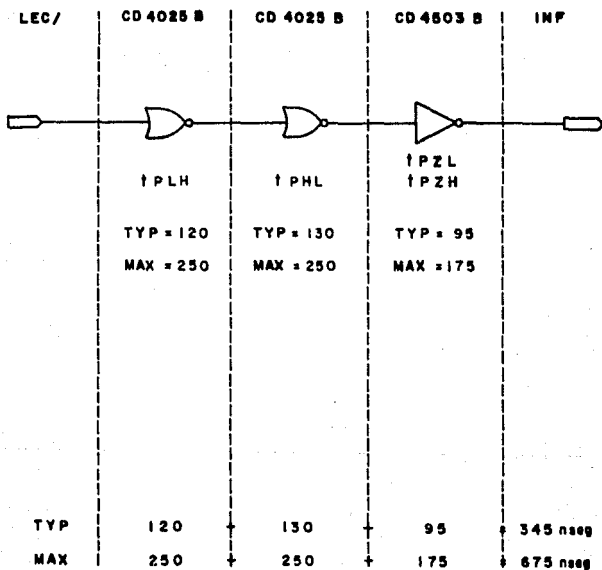 LEC/ CD 4025 B CD 4025 B CD 4503 B INF
tPZL
tPLH tPHL tPZH
TYP = 120 TYP = 130 TYP = 95
MAX = 250 MAX = 250 MAX = 175
TYP 120 + 130 + 95 = 345 nseg
MAX 250 + 250 + 175 = 675 nseg